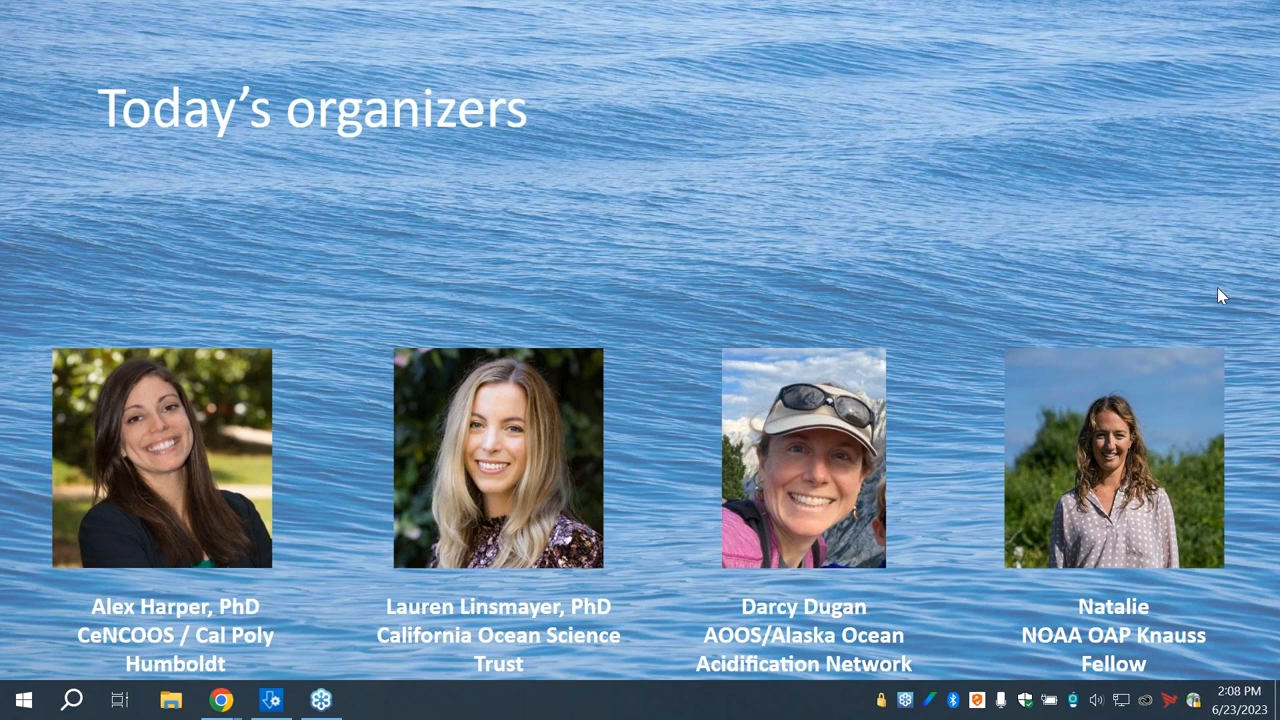 Today’s organizers
Alex Harper, PhD
CeNCOOS / Cal Poly
Humboldt
Lauren Linsmayer, PhD
California Ocean Science
Trust
Darcy Dugan
AOOS/Alaska Ocean
Acidification Network
Natalie
NOAA OAP Knauss
Fellow
2:08 PM
6/23/2023